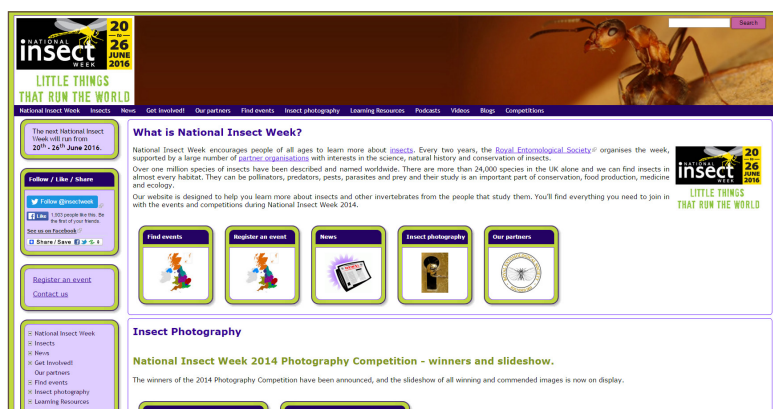 NATIONAL
insect
WEEK
20
to
26
JUNE
2016
LITTLE THINGS
THAT RUN THE WORLD
Search
National Insect Week Insects News Get involved! Our partners Find events Insect photography Learning Resources Podcasts Videos Blogs Competitions
The next National Insect
Week will run from
20th - 26th June 2016.
Follow / Like / Share
Follow @insectweek
Like 1,935 people like this. Be
the first of your friends.
See us on Facebook
Share / Save
Register an event
Contact us
National Insect Week
Insects
News
Get Involved!
Our partners
Find events
Insect photography
Learning Resources
What is National Insect Week?
National Insect Week encourages people of all ages to learn more about insects. Every two years, the Royal Entomological Society organises the week,
supported by a large number of partner organisations with interests in the science, natural history and conservation of insects.
Over one million species of insects have been described and named worldwide. There are more than 24,000 species in the UK alone and we can find insects in
almost every habitat. They can be pollinators, predators, pests, parasites and prey and their study is an important part of conservation, food production, medicine
and ecology.
Our website is designed to help you learn more about insects and other invertebrates from the people that study them. You'll find everything you need to join in
with the events and competitions during National Insect Week 2014.
NATIONAL
insect
WEEK
20
to
26
JUNE
2016
LITTLE THINGS
THAT RUN THE WORLD
Find events
Register an event
News
Insect photography
Our partners
Insect Photography
National Insect Week 2014 Photography Competition - winners and slideshow.
The winners of the 2014 Photography Competition have been announced, and the slideshow of all winning and commended images is now on display.